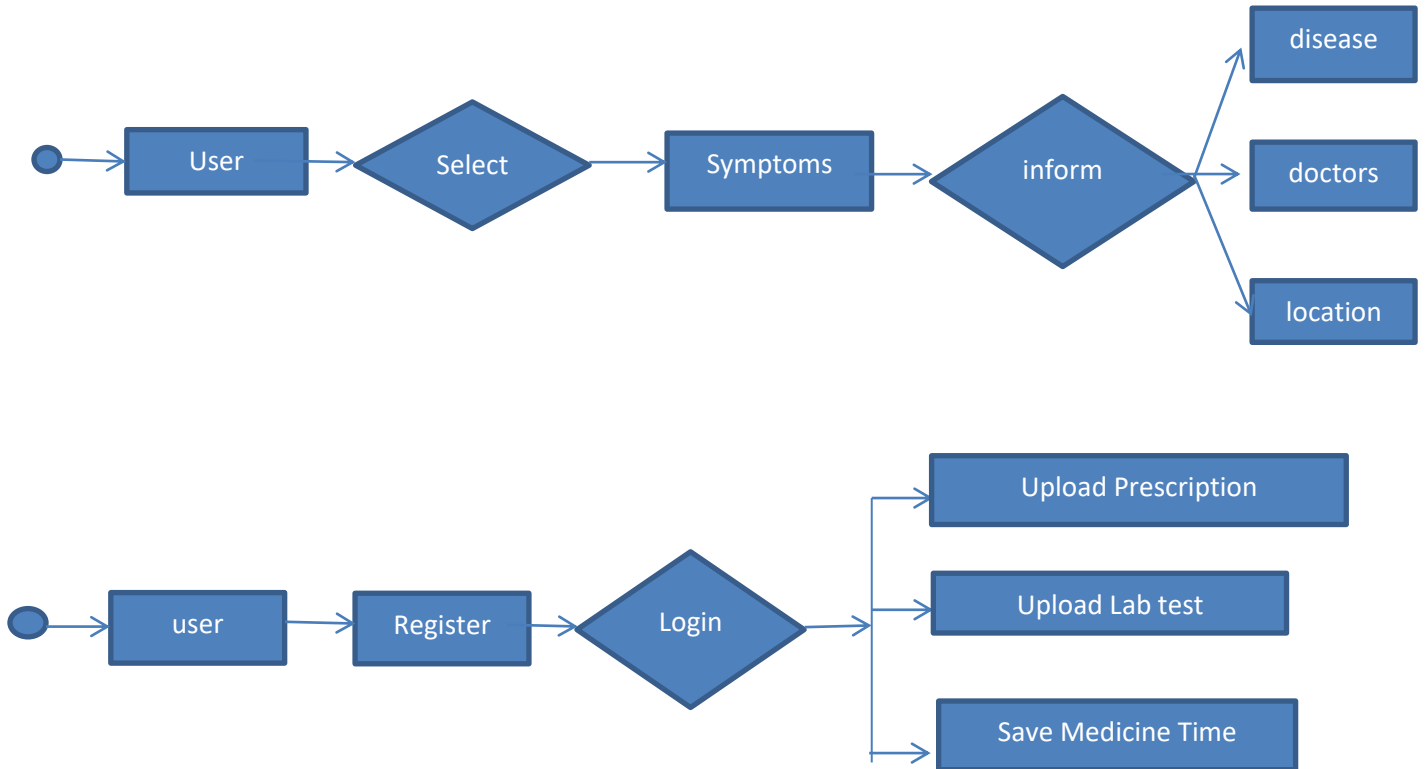 disease
User
Select
Symptoms
inform
doctors
location
Upload Prescription
Upload Lab test
user
Register
Login
Save Medicine Time